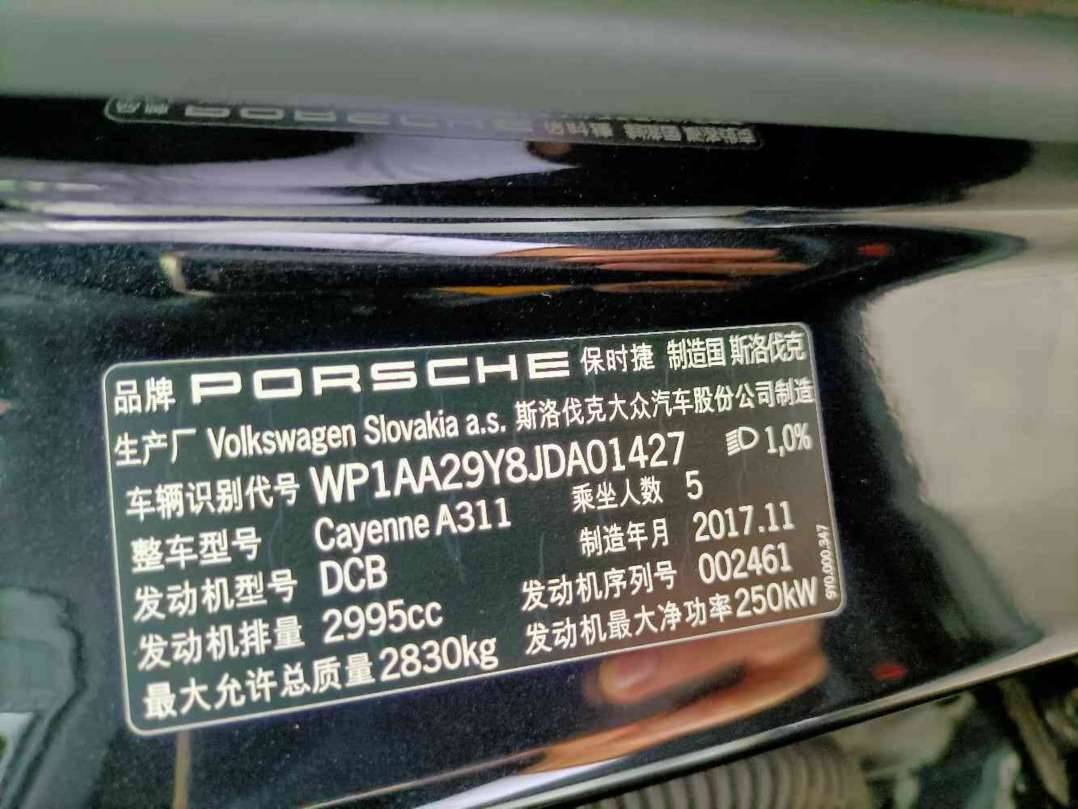 品牌 PORSCHE 保时捷 制造国 斯洛伐克
生产厂 Volkswagen Slovakia a.s. 斯洛伐克大众汽车股份公司制造
车辆识别代号 WP1AA29Y8JDA01427 1,0%
整车型号 Cayenne A311 乘坐人数 5
发动机型号 DCB 制造年月 2017.11
发动机排量 2995cc 发动机序列号 002461
最大允许总质量 2830kg 发动机最大净功率 250kW
9Y0.000.347